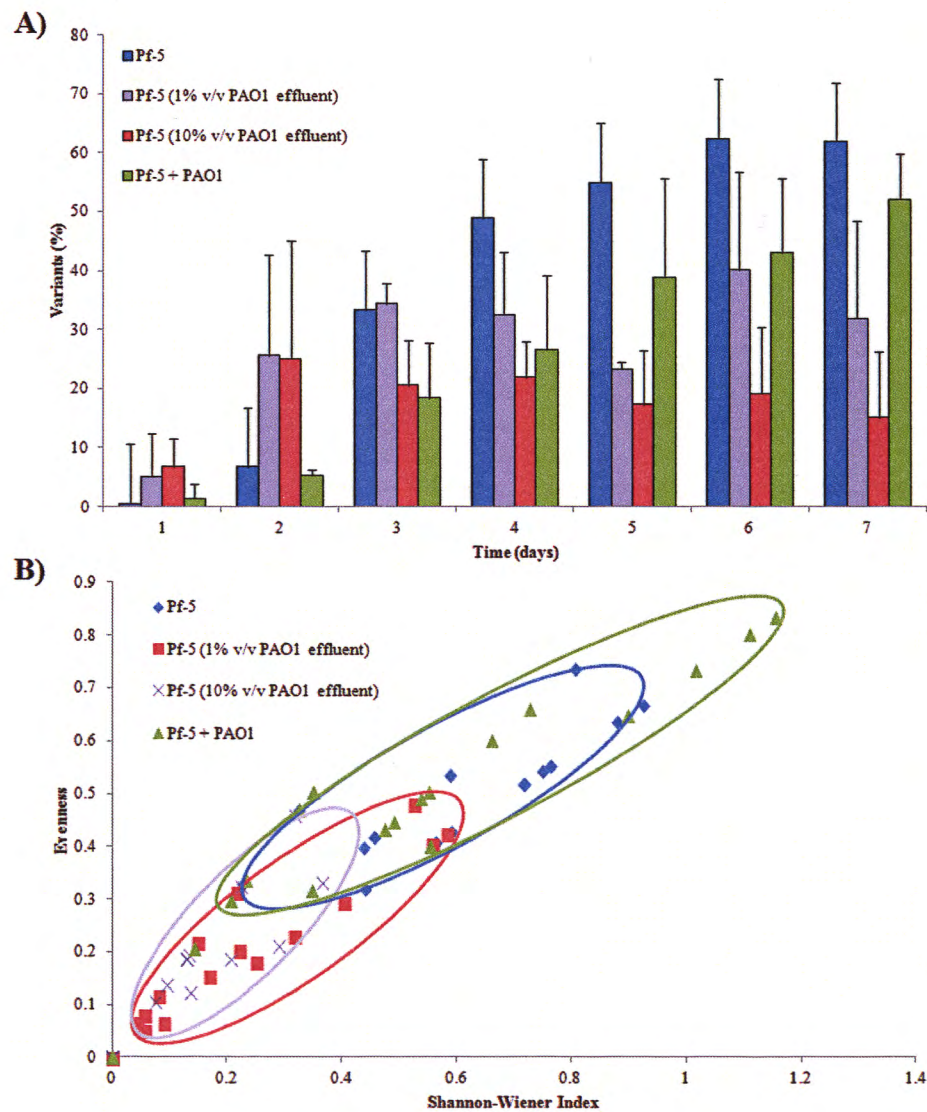 A)
80
70
60
50
40
30
20
10
0
Variants (%)
Pf-5
Pf-5 (1% v/v PAO1 effluent)
Pf-5 (10% v/v PAO1 effluent)
Pf-5 + PAO1
1 2 3 4 5 6 7
Time (days)
B)
0.9
0.8
0.7
0.6
0.5
0.4
0.3
0.2
0.1
0
Evenness
Pf-5
Pf-5 (1% v/v PAO1 effluent)
Pf-5 (10% v/v PAO1 effluent)
Pf-5 + PAO1
0 0.2 0.4 0.6 0.8 1 1.2 1.4
Shannon-Wiener Index